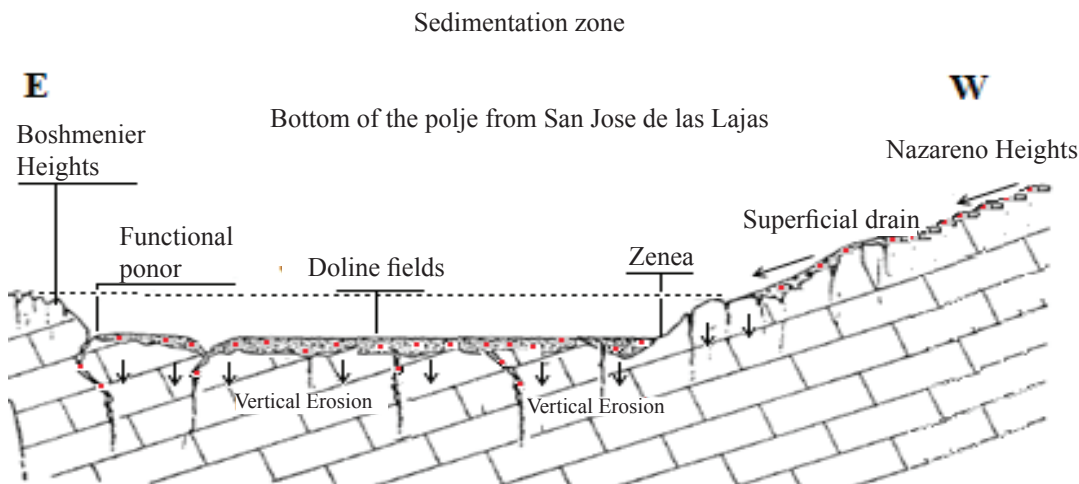 Sedimentation zone
E
W
Bottom of the polje from San Jose de las Lajas
Boshmenier
Heights
Nazareno Heights
Superficial drain
Functional
ponor
Doline fields
Zenea
Vertical Erosion
Vertical Erosion